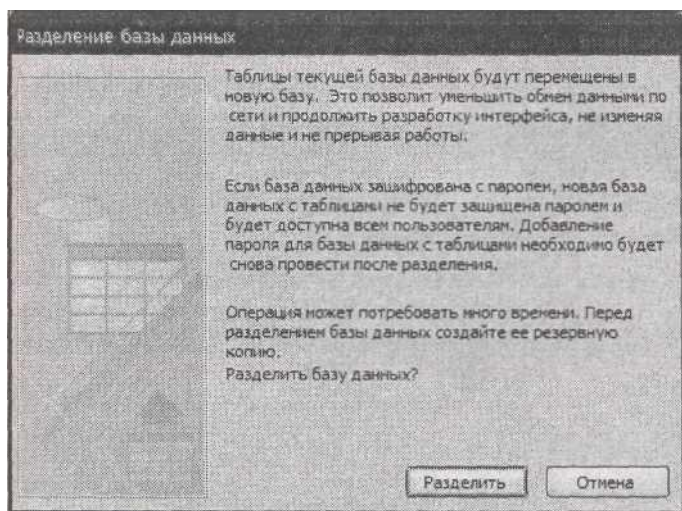 Разделение базы данных
Таблицы текущей базы данных будут перемещены в
новую базу. Это позволит уменьшить обмен данными по
сети и продолжить разработку интерфейса, не изменяя
данные и не прерывая работы.
Если база данных зашифрована с паролем, новая база
данных с таблицами не будет защищена паролем и
будет доступна всем пользователям. Добавление
пароля для базы данных с таблицами необходимо будет
снова провести после разделения.
Операция может потребовать много времени. Перед
разделением базы данных создайте ее резервную
копию.
Разделить базу данных?
Разделить
Отмена